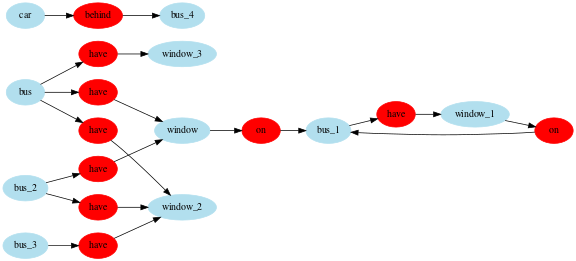 car behind bus_4
have window_3
bus have
have window on bus_1 have window_1 on
have
bus_2 have window_2
bus_3 have